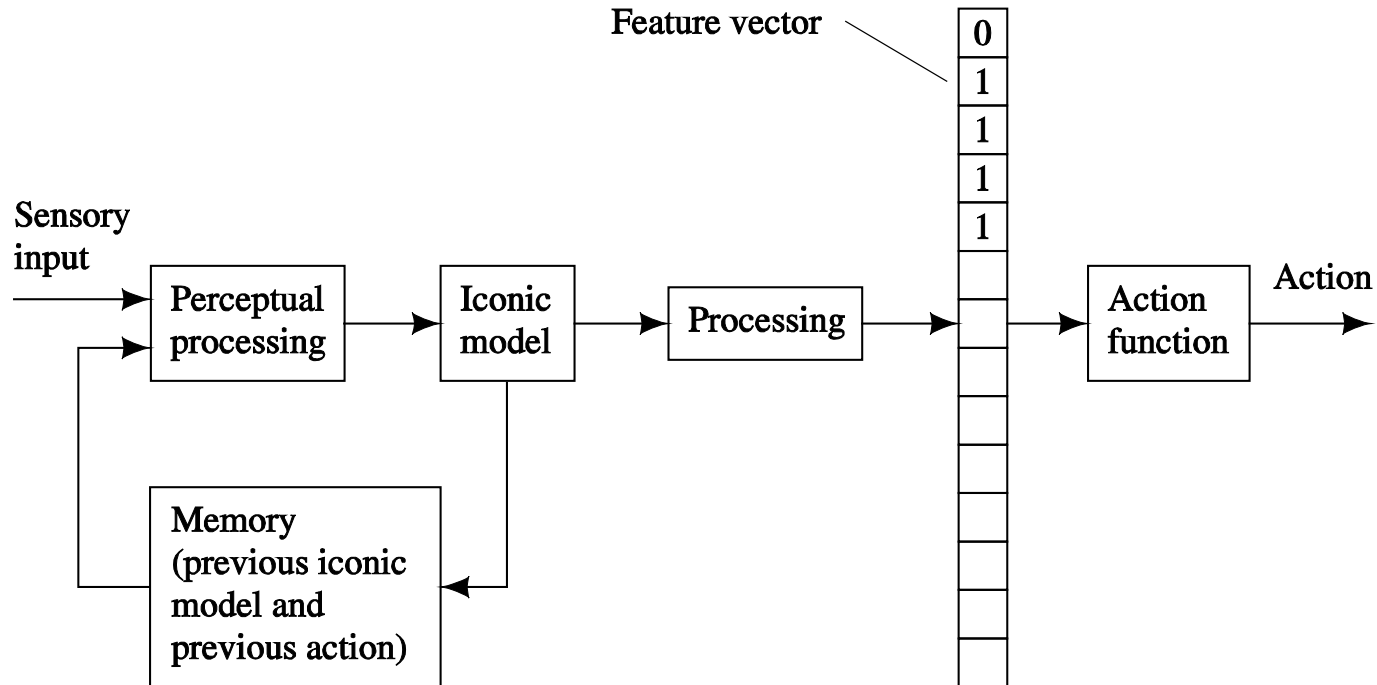 Feature vector
0
1
1
1
1
Sensory
input
Perceptual
processing
Iconic
model
Processing
Action
function
Action
Memory
(previous iconic
model and
previous action)